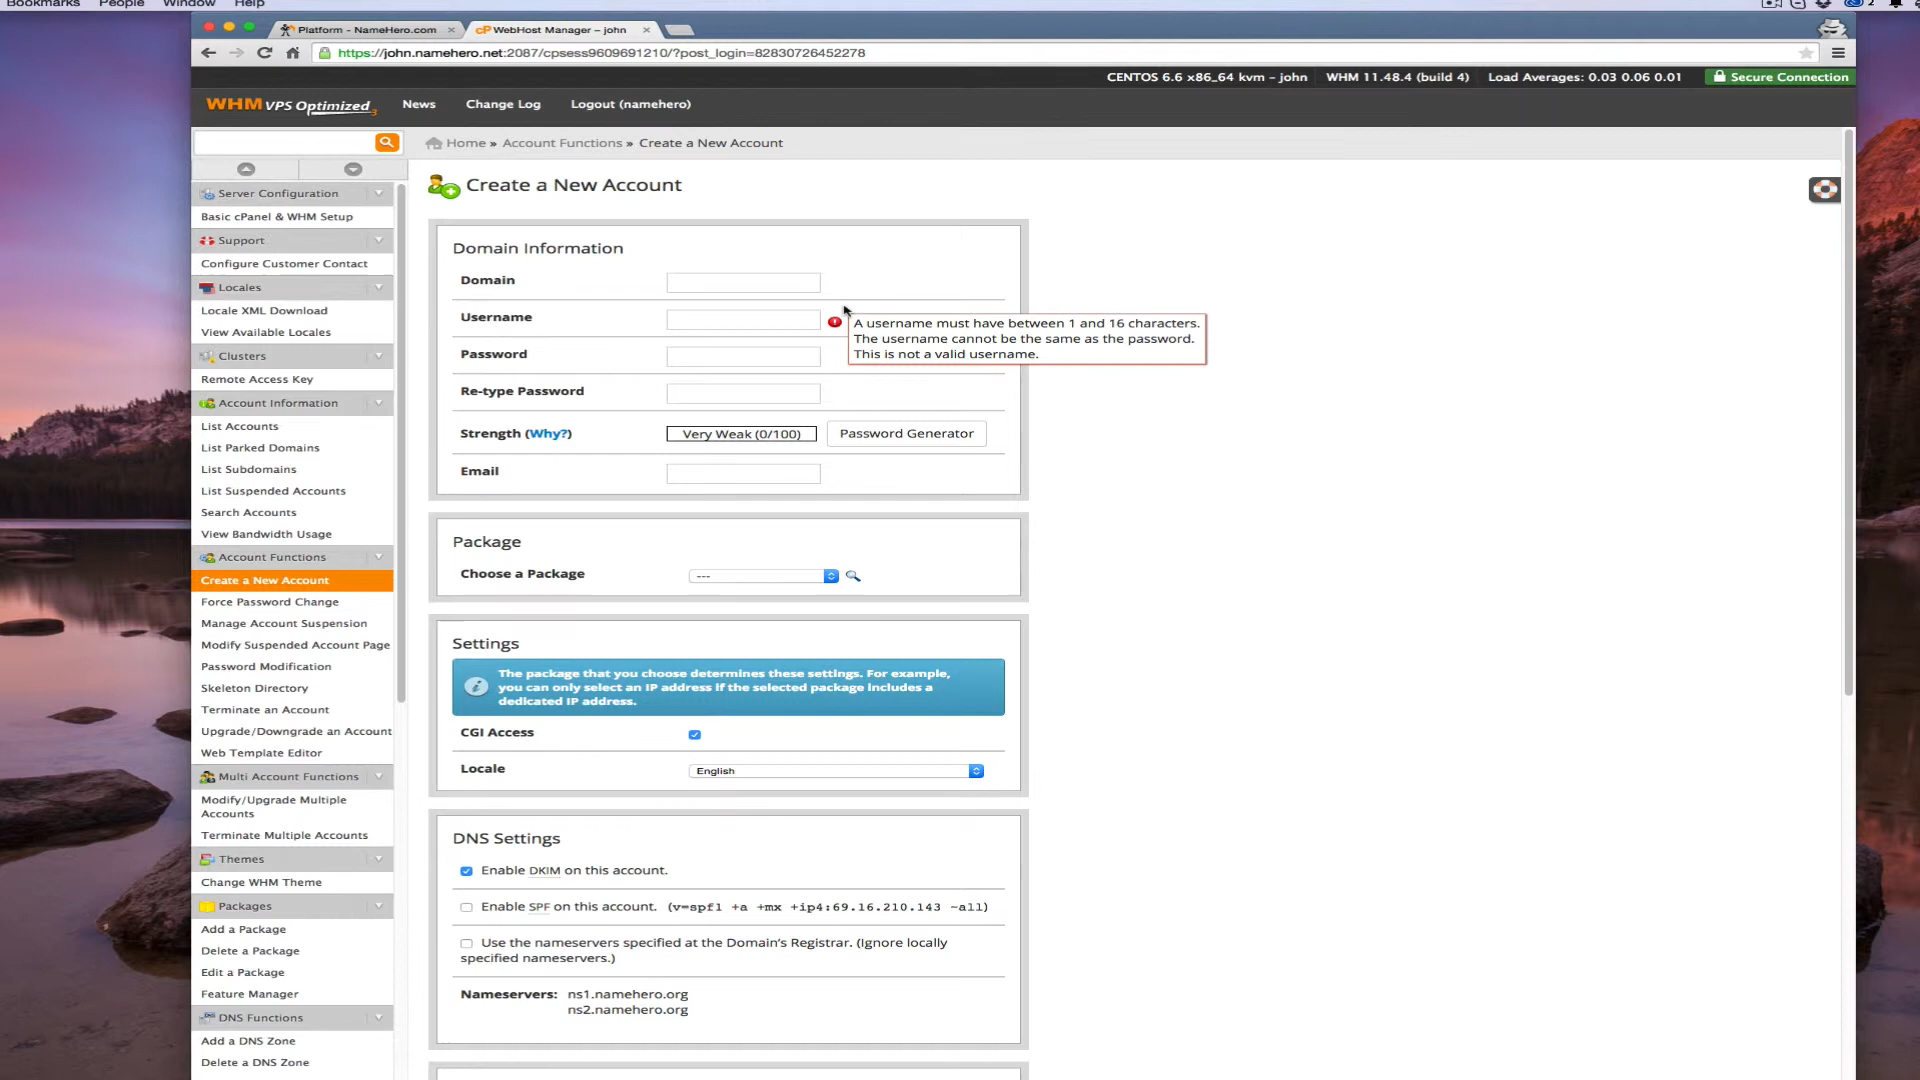 Bookmarks People Window Help
Platform - NameHero.com
cP WebHost Manager – john
https://john.namehero.net:2087/cpsess9609691210/?post_login=82830726452278
CENTOS 6.6 x86_64 kvm – john WHM 11.48.4 (build 4) Load Averages: 0.03 0.06 0.01 Secure Connection
WHM VPS Optimized 3 News Change Log Logout (namehero)
Home » Account Functions » Create a New Account
Server Configuration
Basic cPanel & WHM Setup
Support
Configure Customer Contact
Locales
Locale XML Download
View Available Locales
Clusters
Remote Access Key
Account Information
List Accounts
List Parked Domains
List Subdomains
List Suspended Accounts
Search Accounts
View Bandwidth Usage
Account Functions
Create a New Account
Force Password Change
Manage Account Suspension
Modify Suspended Account Page
Password Modification
Skeleton Directory
Terminate an Account
Upgrade/Downgrade an Account
Web Template Editor
Multi Account Functions
Modify/Upgrade Multiple
Accounts
Terminate Multiple Accounts
Themes
Change WHM Theme
Packages
Add a Package
Delete a Package
Edit a Package
Feature Manager
DNS Functions
Add a DNS Zone
Delete a DNS Zone
Create a New Account
Domain Information
Domain
Username
A username must have between 1 and 16 characters.
The username cannot be the same as the password.
This is not a valid username.
Password
Re-type Password
Strength (Why?) Very Weak (0/100) Password Generator
Email
Package
Choose a Package ---
Settings
The package that you choose determines these settings. For example,
you can only select an IP address if the selected package includes a
dedicated IP address.
CGI Access
Locale English
DNS Settings
Enable DKIM on this account.
Enable SPF on this account. (v=spf1 +a +mx +ip4:69.16.210.143 ~all)
Use the nameservers specified at the Domain's Registrar. (Ignore locally
specified nameservers.)
Nameservers: ns1.namehero.org
ns2.namehero.org